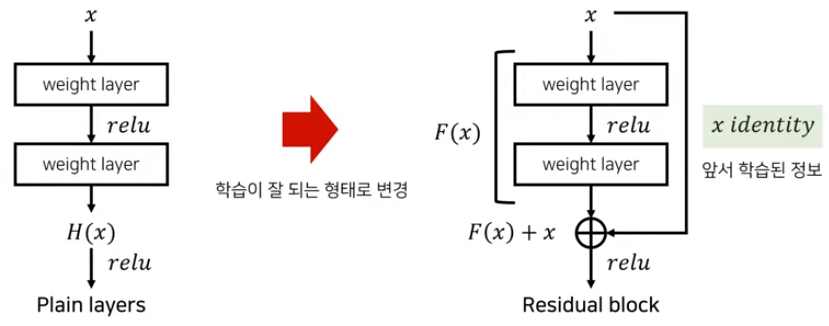 x
weight layer
relu
weight layer
H(x)
relu
Plain layers
학습이 잘 되는 형태로 변경
x
weight layer
F(x)
relu
weight layer
F(x) + x
relu
Residual block
x identity
앞서 학습된 정보